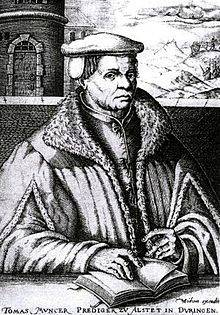 TOMAS. MVNCER PREDIGER ZV ALSTET IN DVRINGEN.